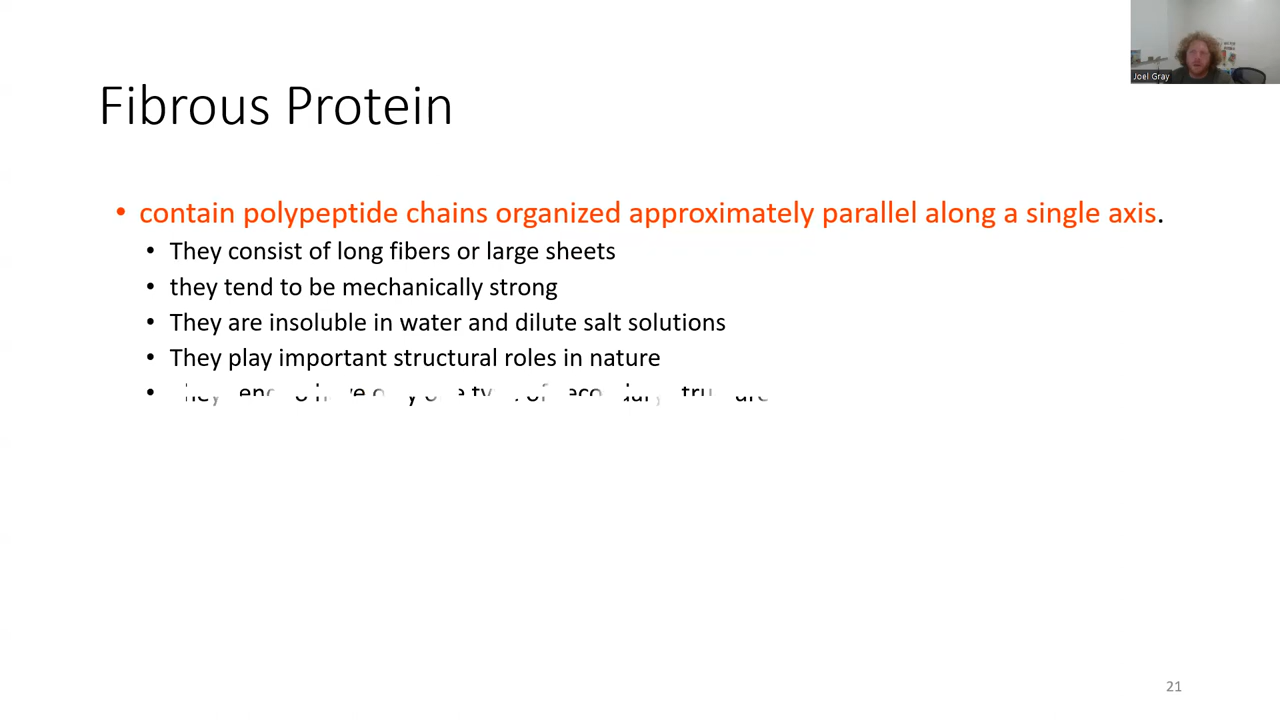 Joel Gray
Fibrous Protein
• contain polypeptide chains organized approximately parallel along a single axis.
• They consist of long fibers or large sheets
• they tend to be mechanically strong
• They are insoluble in water and dilute salt solutions
• They play important structural roles in nature
21